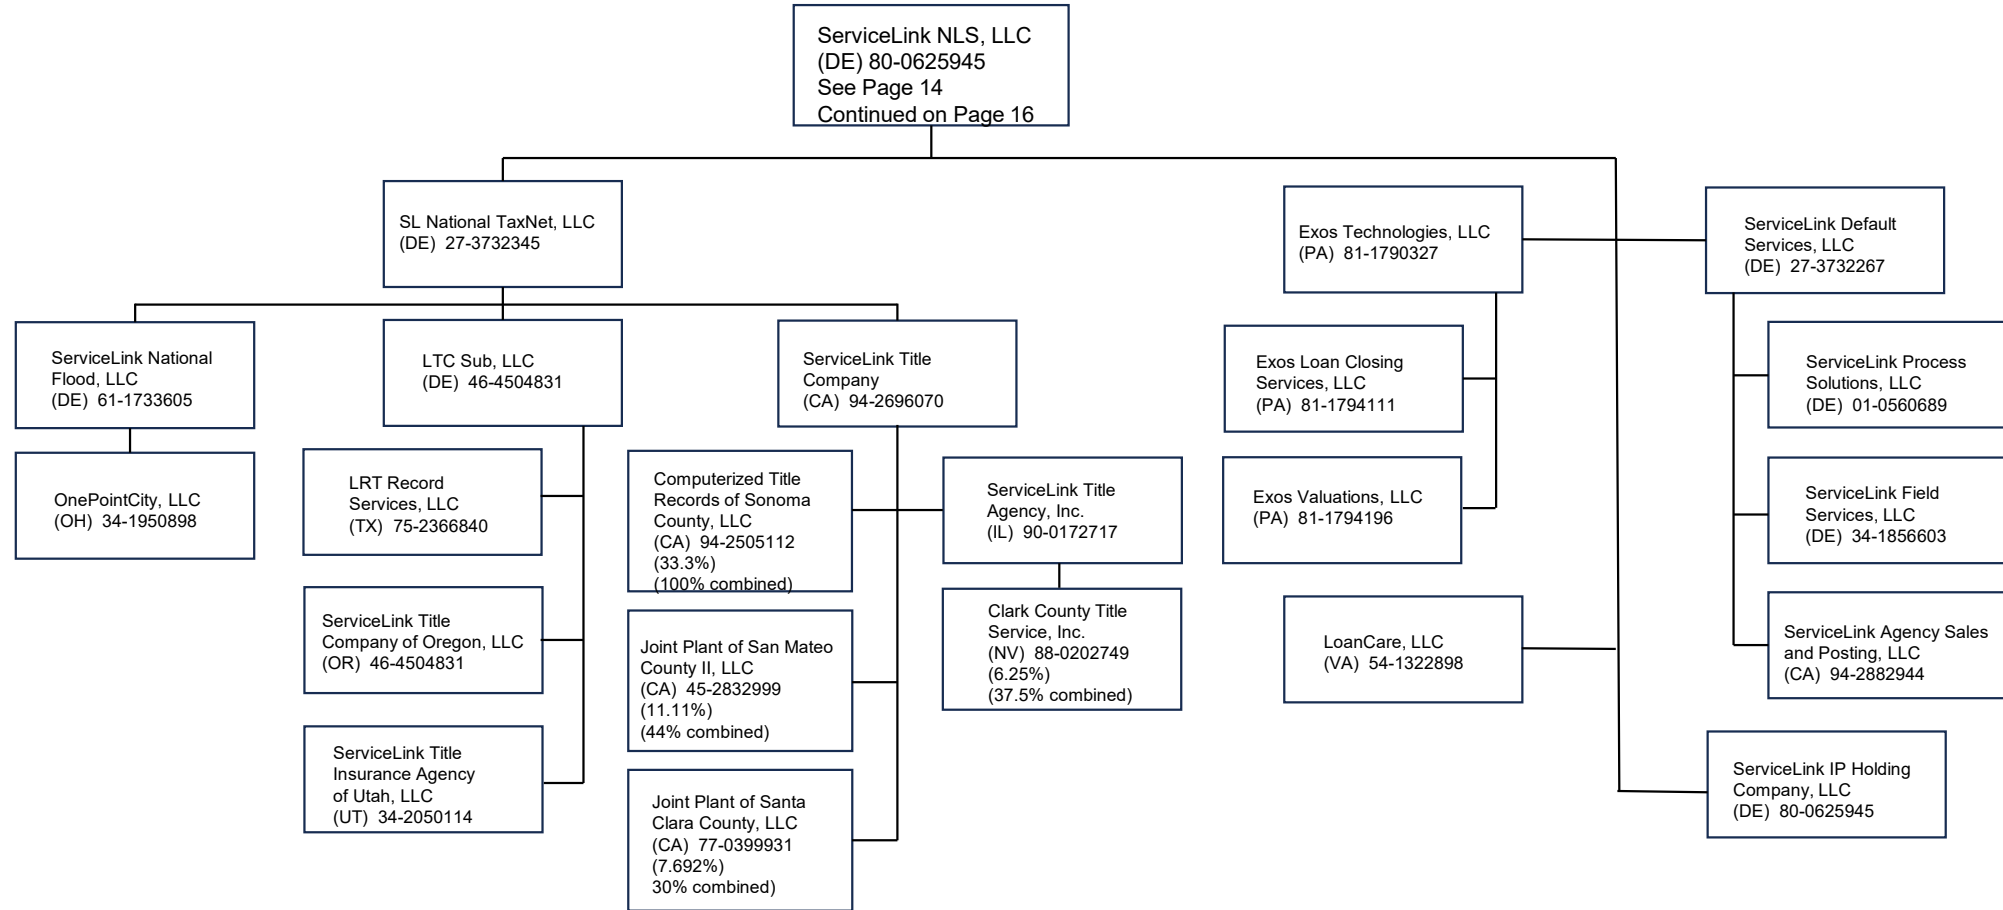 ServiceLink NLS, LLC
(DE) 80-0625945
See Page 14
Continued on Page 16
SL National TaxNet, LLC
(DE) 27-3732345
Exos Technologies, LLC
(PA) 81-1790327
ServiceLink Default
Services, LLC
(DE) 27-3732267
ServiceLink National
Flood, LLC
(DE) 61-1733605
LTC Sub, LLC
(DE) 46-4504831
ServiceLink Title
Company
(CA) 94-2696070
Exos Loan Closing
Services, LLC
(PA) 81-1794111
ServiceLink Process
Solutions, LLC
(DE) 01-0560689
OnePointCity, LLC
(OH) 34-1950898
LRT Record
Services, LLC
(TX) 75-2366840
Computerized Title
Records of Sonoma
County, LLC
(CA) 94-2505112
(33.3%)
(100% combined)
ServiceLink Title
Agency, Inc.
(IL) 90-0172717
Exos Valuations, LLC
(PA) 81-1794196
ServiceLink Field
Services, LLC
(DE) 34-1856603
ServiceLink Title
Company of Oregon, LLC
(OR) 46-4504831
Joint Plant of San Mateo
County II, LLC
(CA) 45-2832999
(11.11%)
(44% combined)
Clark County Title
Service, Inc.
(NV) 88-0202749
(6.25%)
(37.5% combined)
LoanCare, LLC
(VA) 54-1322898
ServiceLink Agency Sales
and Posting, LLC
(CA) 94-2882944
ServiceLink Title
Insurance Agency
of Utah, LLC
(UT) 34-2050114
Joint Plant of Santa
Clara County, LLC
(CA) 77-0399931
(7.692%)
30% combined)
ServiceLink IP Holding
Company, LLC
(DE) 80-0625945